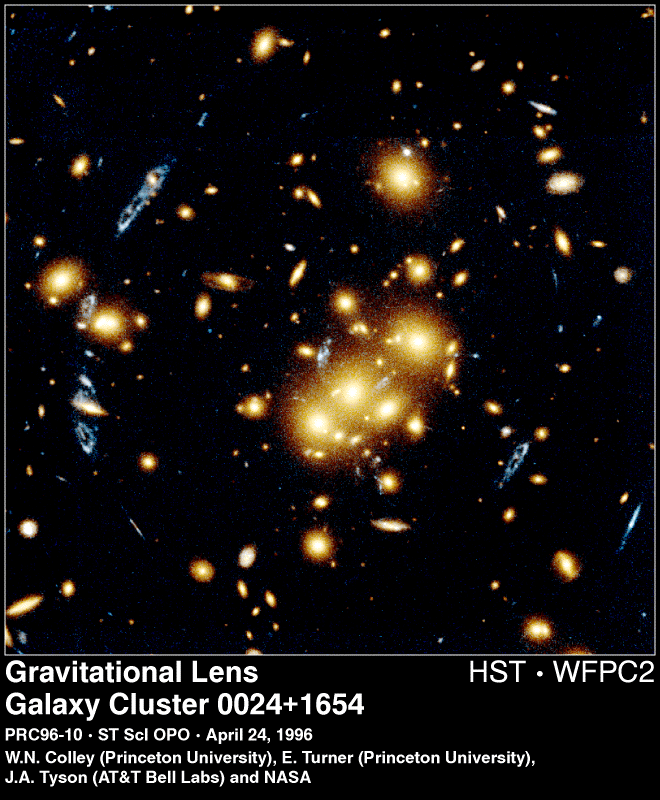 Gravitational Lens
HST • WFPC2
Galaxy Cluster 0024+1654
PRC96-10 · ST ScI OPO · April 24, 1996
W.N. Colley (Princeton University), E. Turner (Princeton University),
J.A. Tyson (AT&T Bell Labs) and NASA